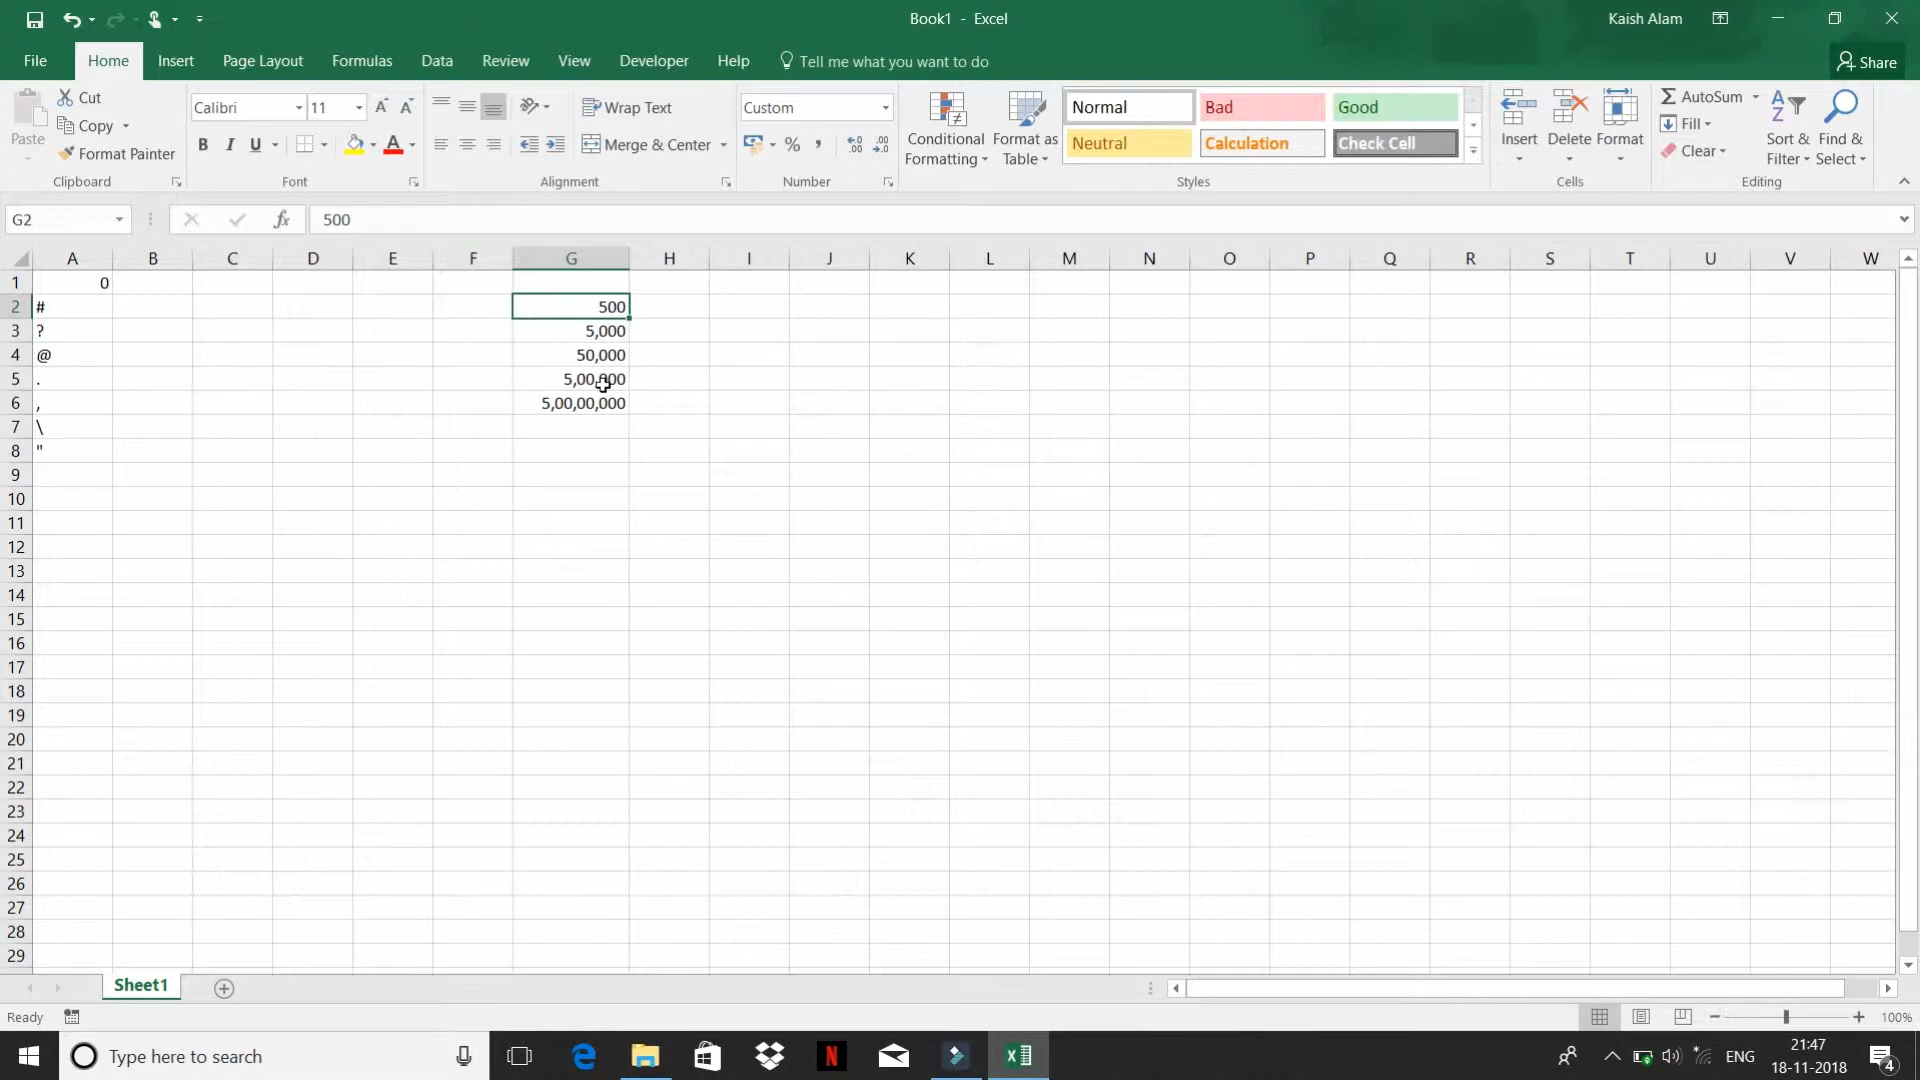 Book1 - Excel
Kaish Alam
File Home Insert Page Layout Formulas Data Review View Developer Help Tell me what you want to do Share
Paste
Cut
Copy
Format Painter
Clipboard
Calibri 11
B I U
Font
Wrap Text
Merge & Center
Alignment
Custom
%
Number
Conditional Formatting
Format as Table
Normal Bad Good
Neutral Calculation Check Cell
Styles
Insert Delete Format
Cells
AutoSum
Fill
Clear
Sort & Filter
Find & Select
Editing
G2 fx 500
A B C D E F G H I J K L M N O P Q R S T U V W
1 0
2 # 500
3 ? 5,000
4 @ 50,000
5 . 5,00,000
6 , 5,00,00,000
7 \
8 "
9
10
11
12
13
14
15
16
17
18
19
20
21
22
23
24
25
26
27
28
29
Sheet1
Ready 100%
Type here to search
ENG
21:47
18-11-2018
4